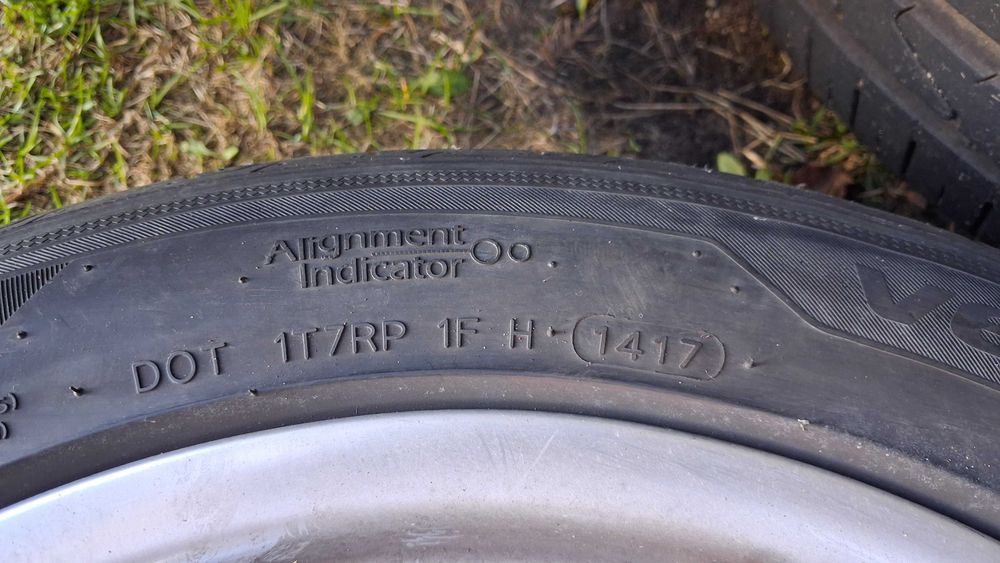 Alignment
Indicator
DOT 1T7RP 1F H 1417